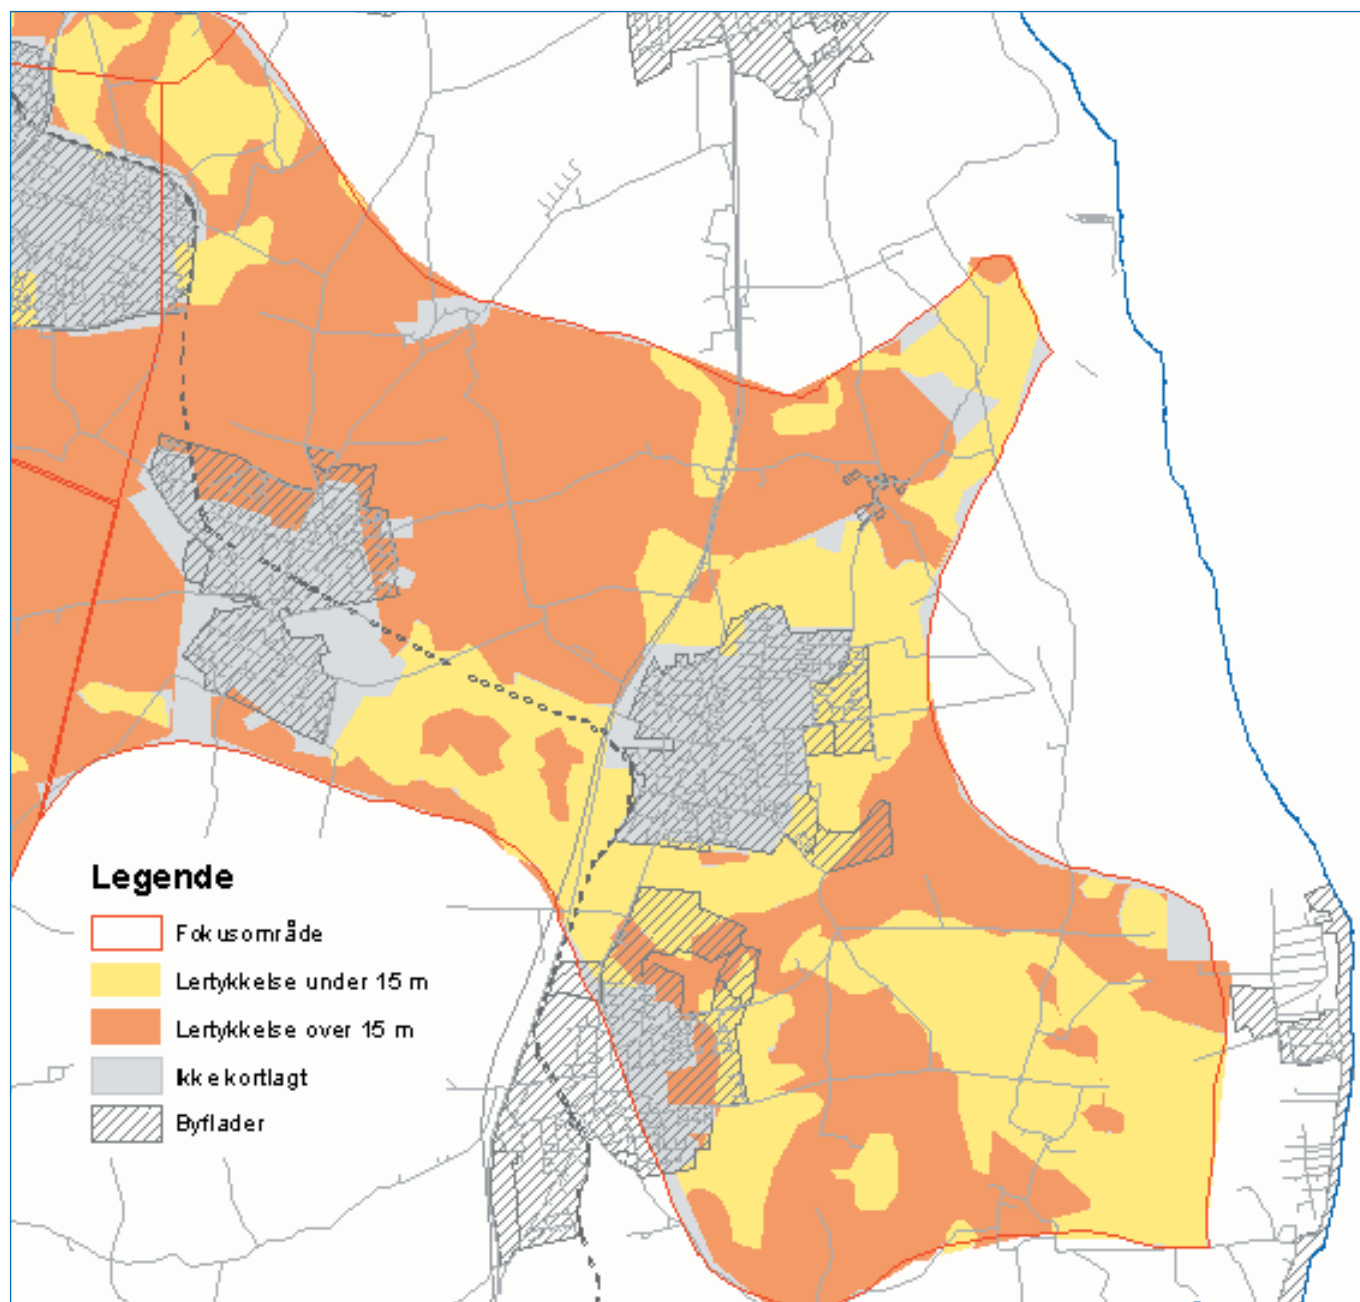 Legende
Fokusområde
Lertykkelse under 15 m
Lertykkelse over 15 m
Ikke kortlagt
Byflader